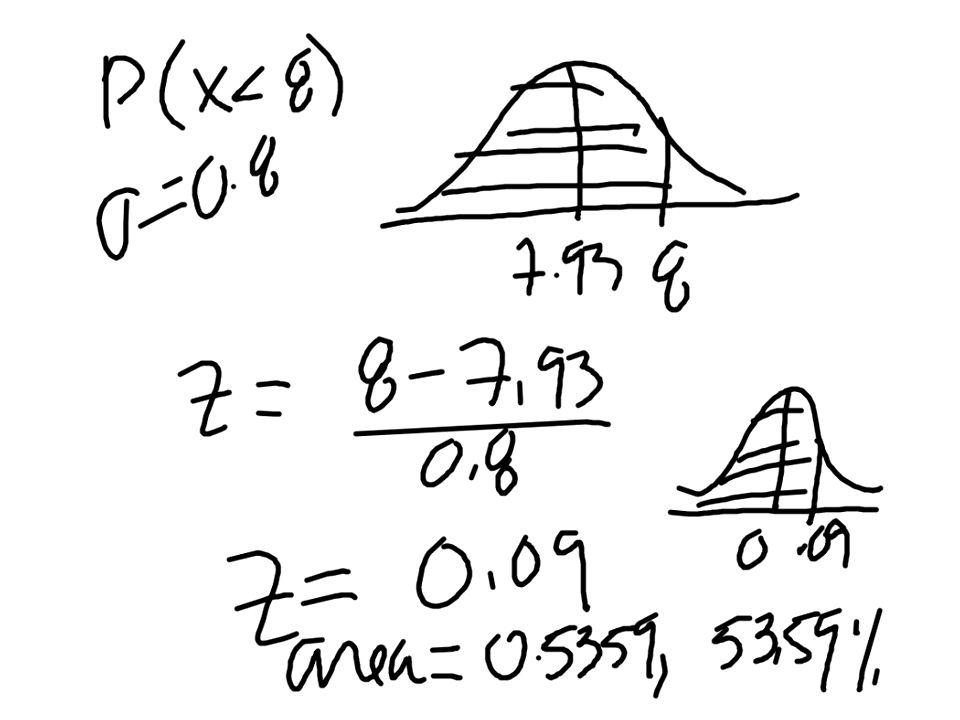 P(x<8)
σ=0.8
7.93 8
z = 8-7.93
0.8
0 .09
z= 0.09
area= 0.5359, 53.59%